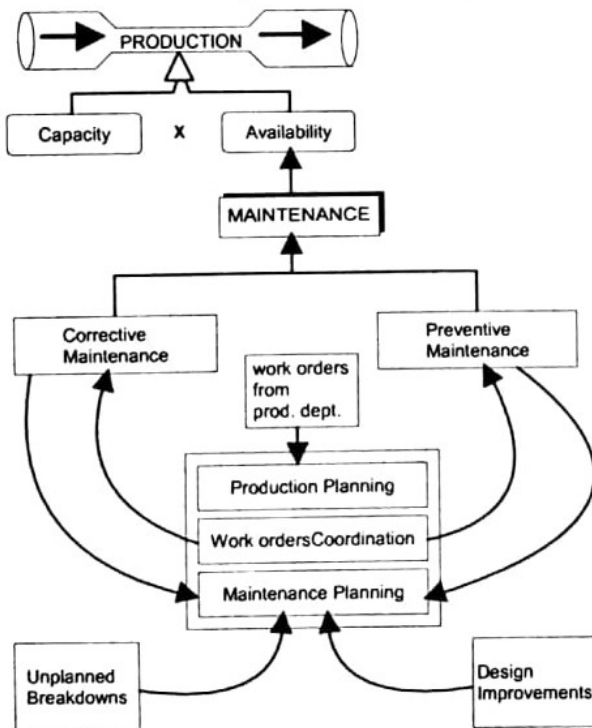 PRODUCTION
Capacity
X
Availability
MAINTENANCE
Corrective
Maintenance
Preventive
Maintenance
work orders
from
prod. dept.
Production Planning
Work ordersCoordination
Maintenance Planning
Unplanned
Breakdowns
Design
Improvements